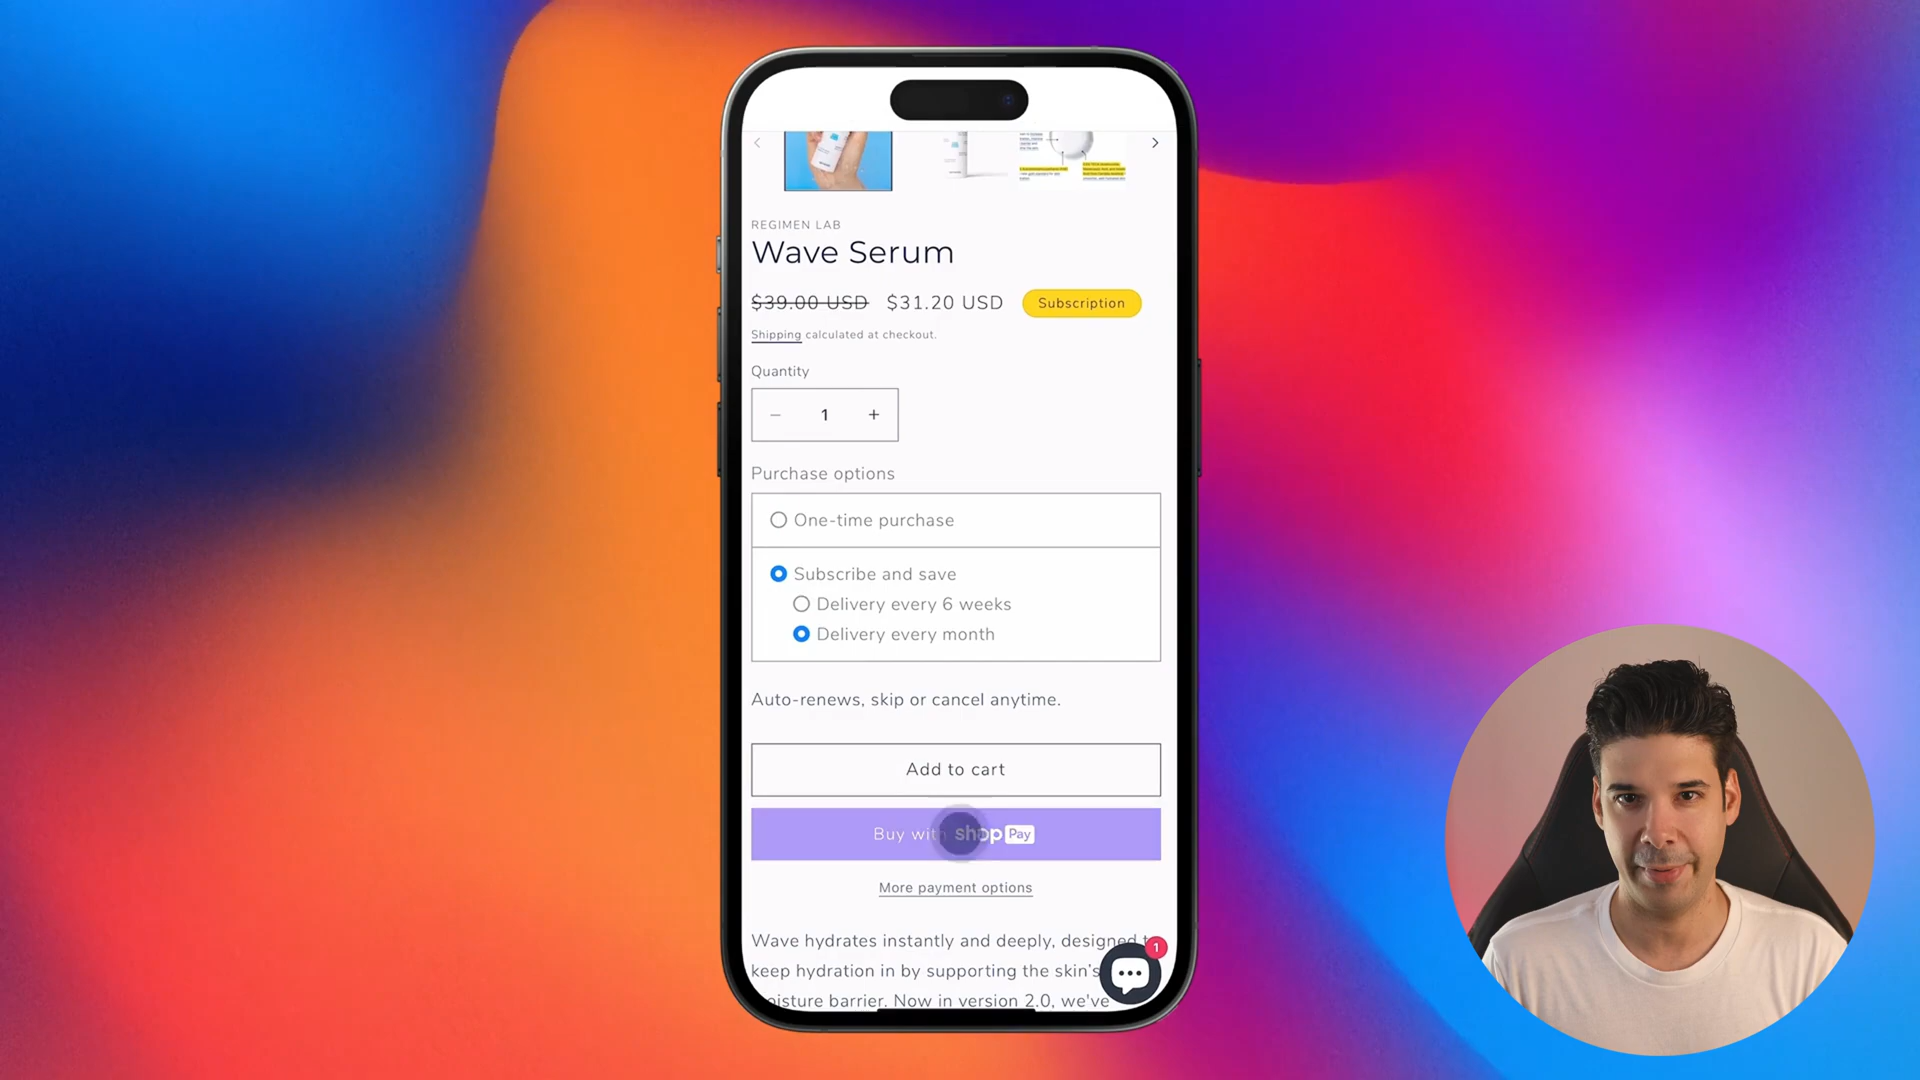 REGIMEN LAB
Wave Serum
$39.00 USD $31.20 USD Subscription
Shipping calculated at checkout.
Quantity
− 1 +
Purchase options
One-time purchase
Subscribe and save
Delivery every 6 weeks
Delivery every month
Auto-renews, skip or cancel anytime.
Add to cart
Buy with shop Pay
More payment options
Wave hydrates instantly and deeply, designed
1
keep hydration in by supporting the skin's
moisture barrier. Now in version 2.0, we've